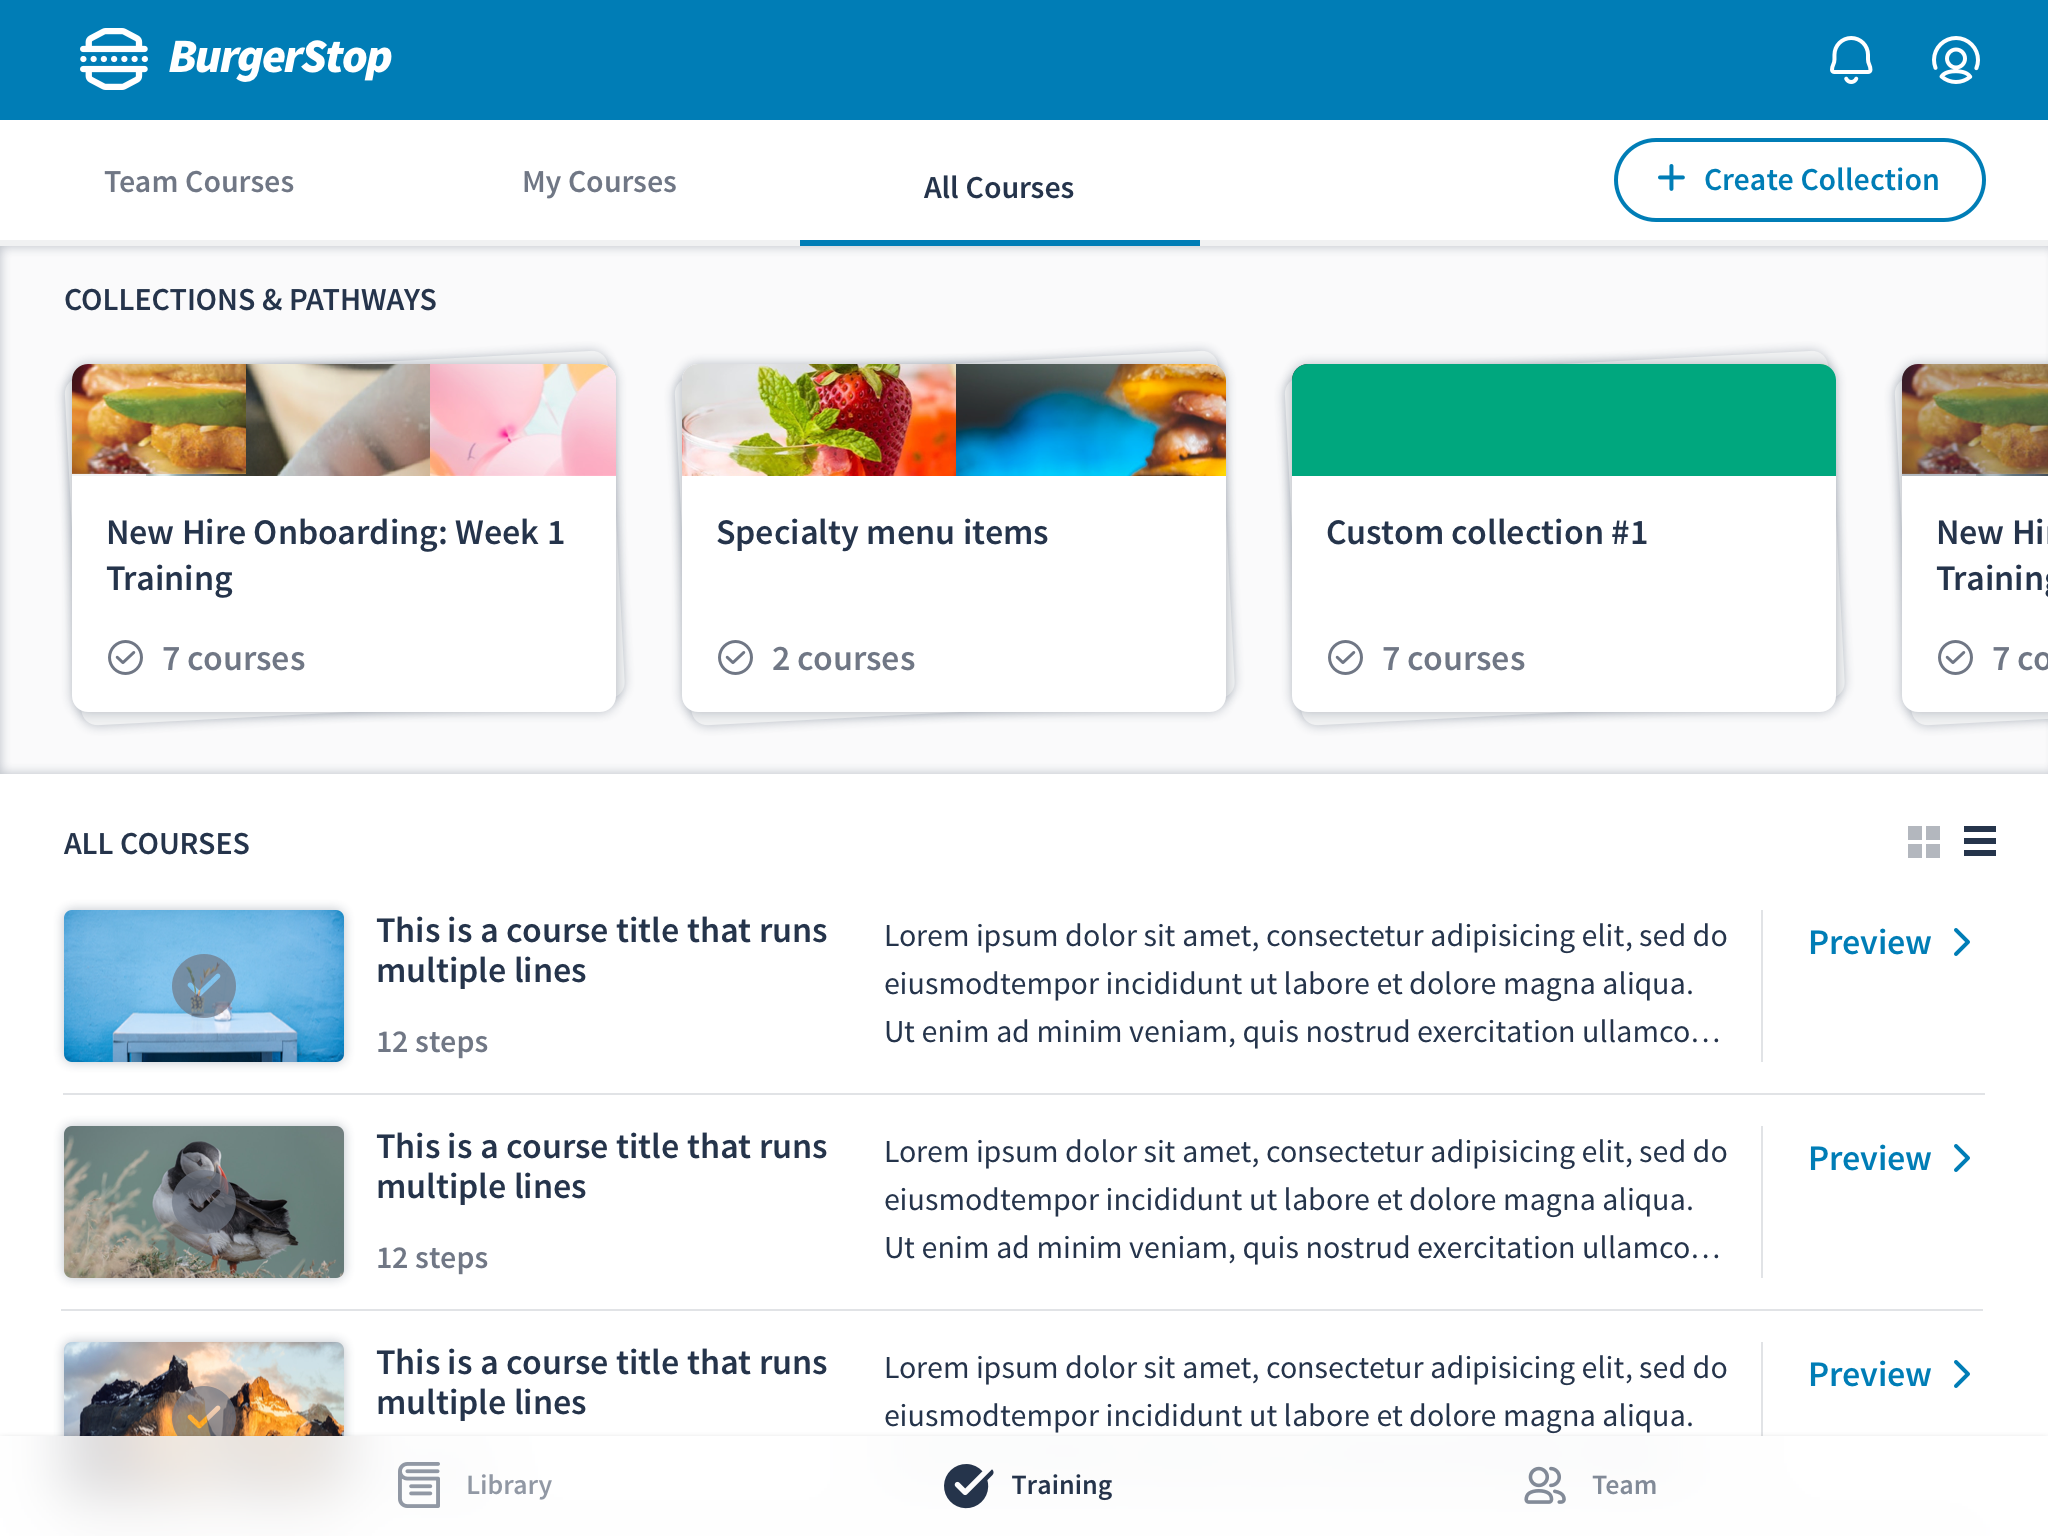 BurgerStop
Team Courses
My Courses
All Courses
Create Collection
COLLECTIONS & PATHWAYS
New Hire Onboarding: Week 1
Training
7 courses
Specialty menu items
2 courses
Custom collection #1
7 courses
New Hi
Training
7 co
ALL COURSES
This is a course title that runs
multiple lines
12 steps
Lorem ipsum dolor sit amet, consectetur adipisicing elit, sed do
eiusmodtempor incididunt ut labore et dolore magna aliqua.
Ut enim ad minim veniam, quis nostrud exercitation ullamco…
Preview
This is a course title that runs
multiple lines
12 steps
Lorem ipsum dolor sit amet, consectetur adipisicing elit, sed do
eiusmodtempor incididunt ut labore et dolore magna aliqua.
Ut enim ad minim veniam, quis nostrud exercitation ullamco…
Preview
This is a course title that runs
multiple lines
Lorem ipsum dolor sit amet, consectetur adipisicing elit, sed do
eiusmodtempor incididunt ut labore et dolore magna aliqua.
Preview
Library
Training
Team